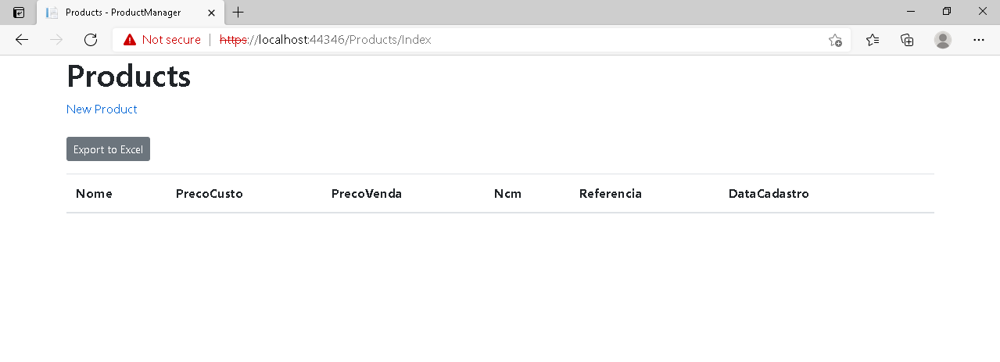 Products - ProductManager
Not secure | https://localhost:44346/Products/Index
Products
New Product
Export to Excel
Nome PrecoCusto PrecoVenda Ncm Referencia DataCadastro